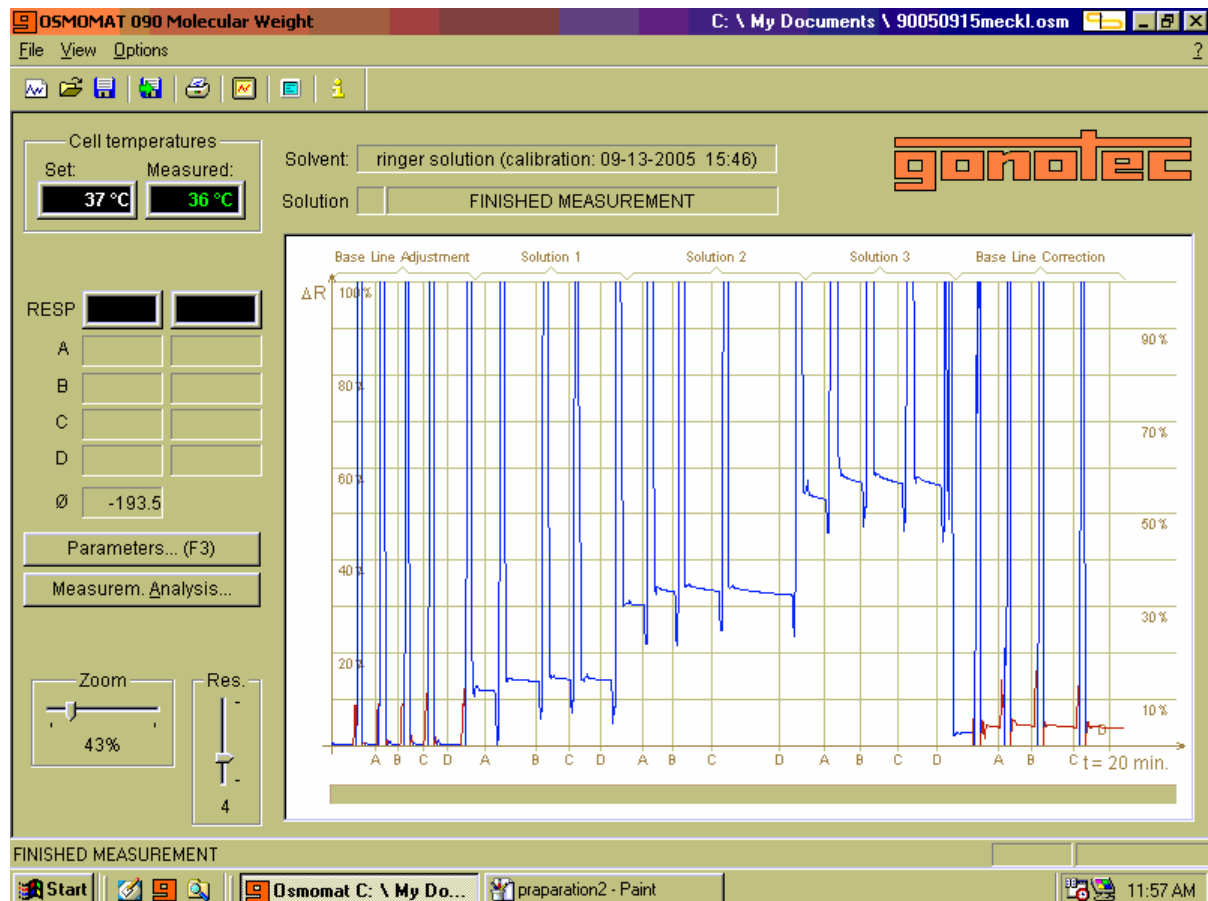 OSMOMAT 090 Molecular Weight C: \ My Documents \ 90050915meckl.osm
File View Options ?
Cell temperatures
Set: Measured:
37 °C 36 °C
Solvent: ringer solution (calibration: 09-13-2005 15:46)
Solution FINISHED MEASUREMENT
gonotec
Base Line Adjustment Solution 1 Solution 2 Solution 3 Base Line Correction
ΔR 100%
90%
80%
70%
60%
50%
40%
30%
20%
10%
D
A B C D A B C D A B C D A B C D A B C t = 20 min.
RESP
A
B
C
D
Ø -193.5
Parameters... (F3)
Measurem. Analysis...
Zoom
43%
Res.
-
-
4
FINISHED MEASUREMENT
Start Osmomat C: \ My Do... praparation2 - Paint 11:57 AM